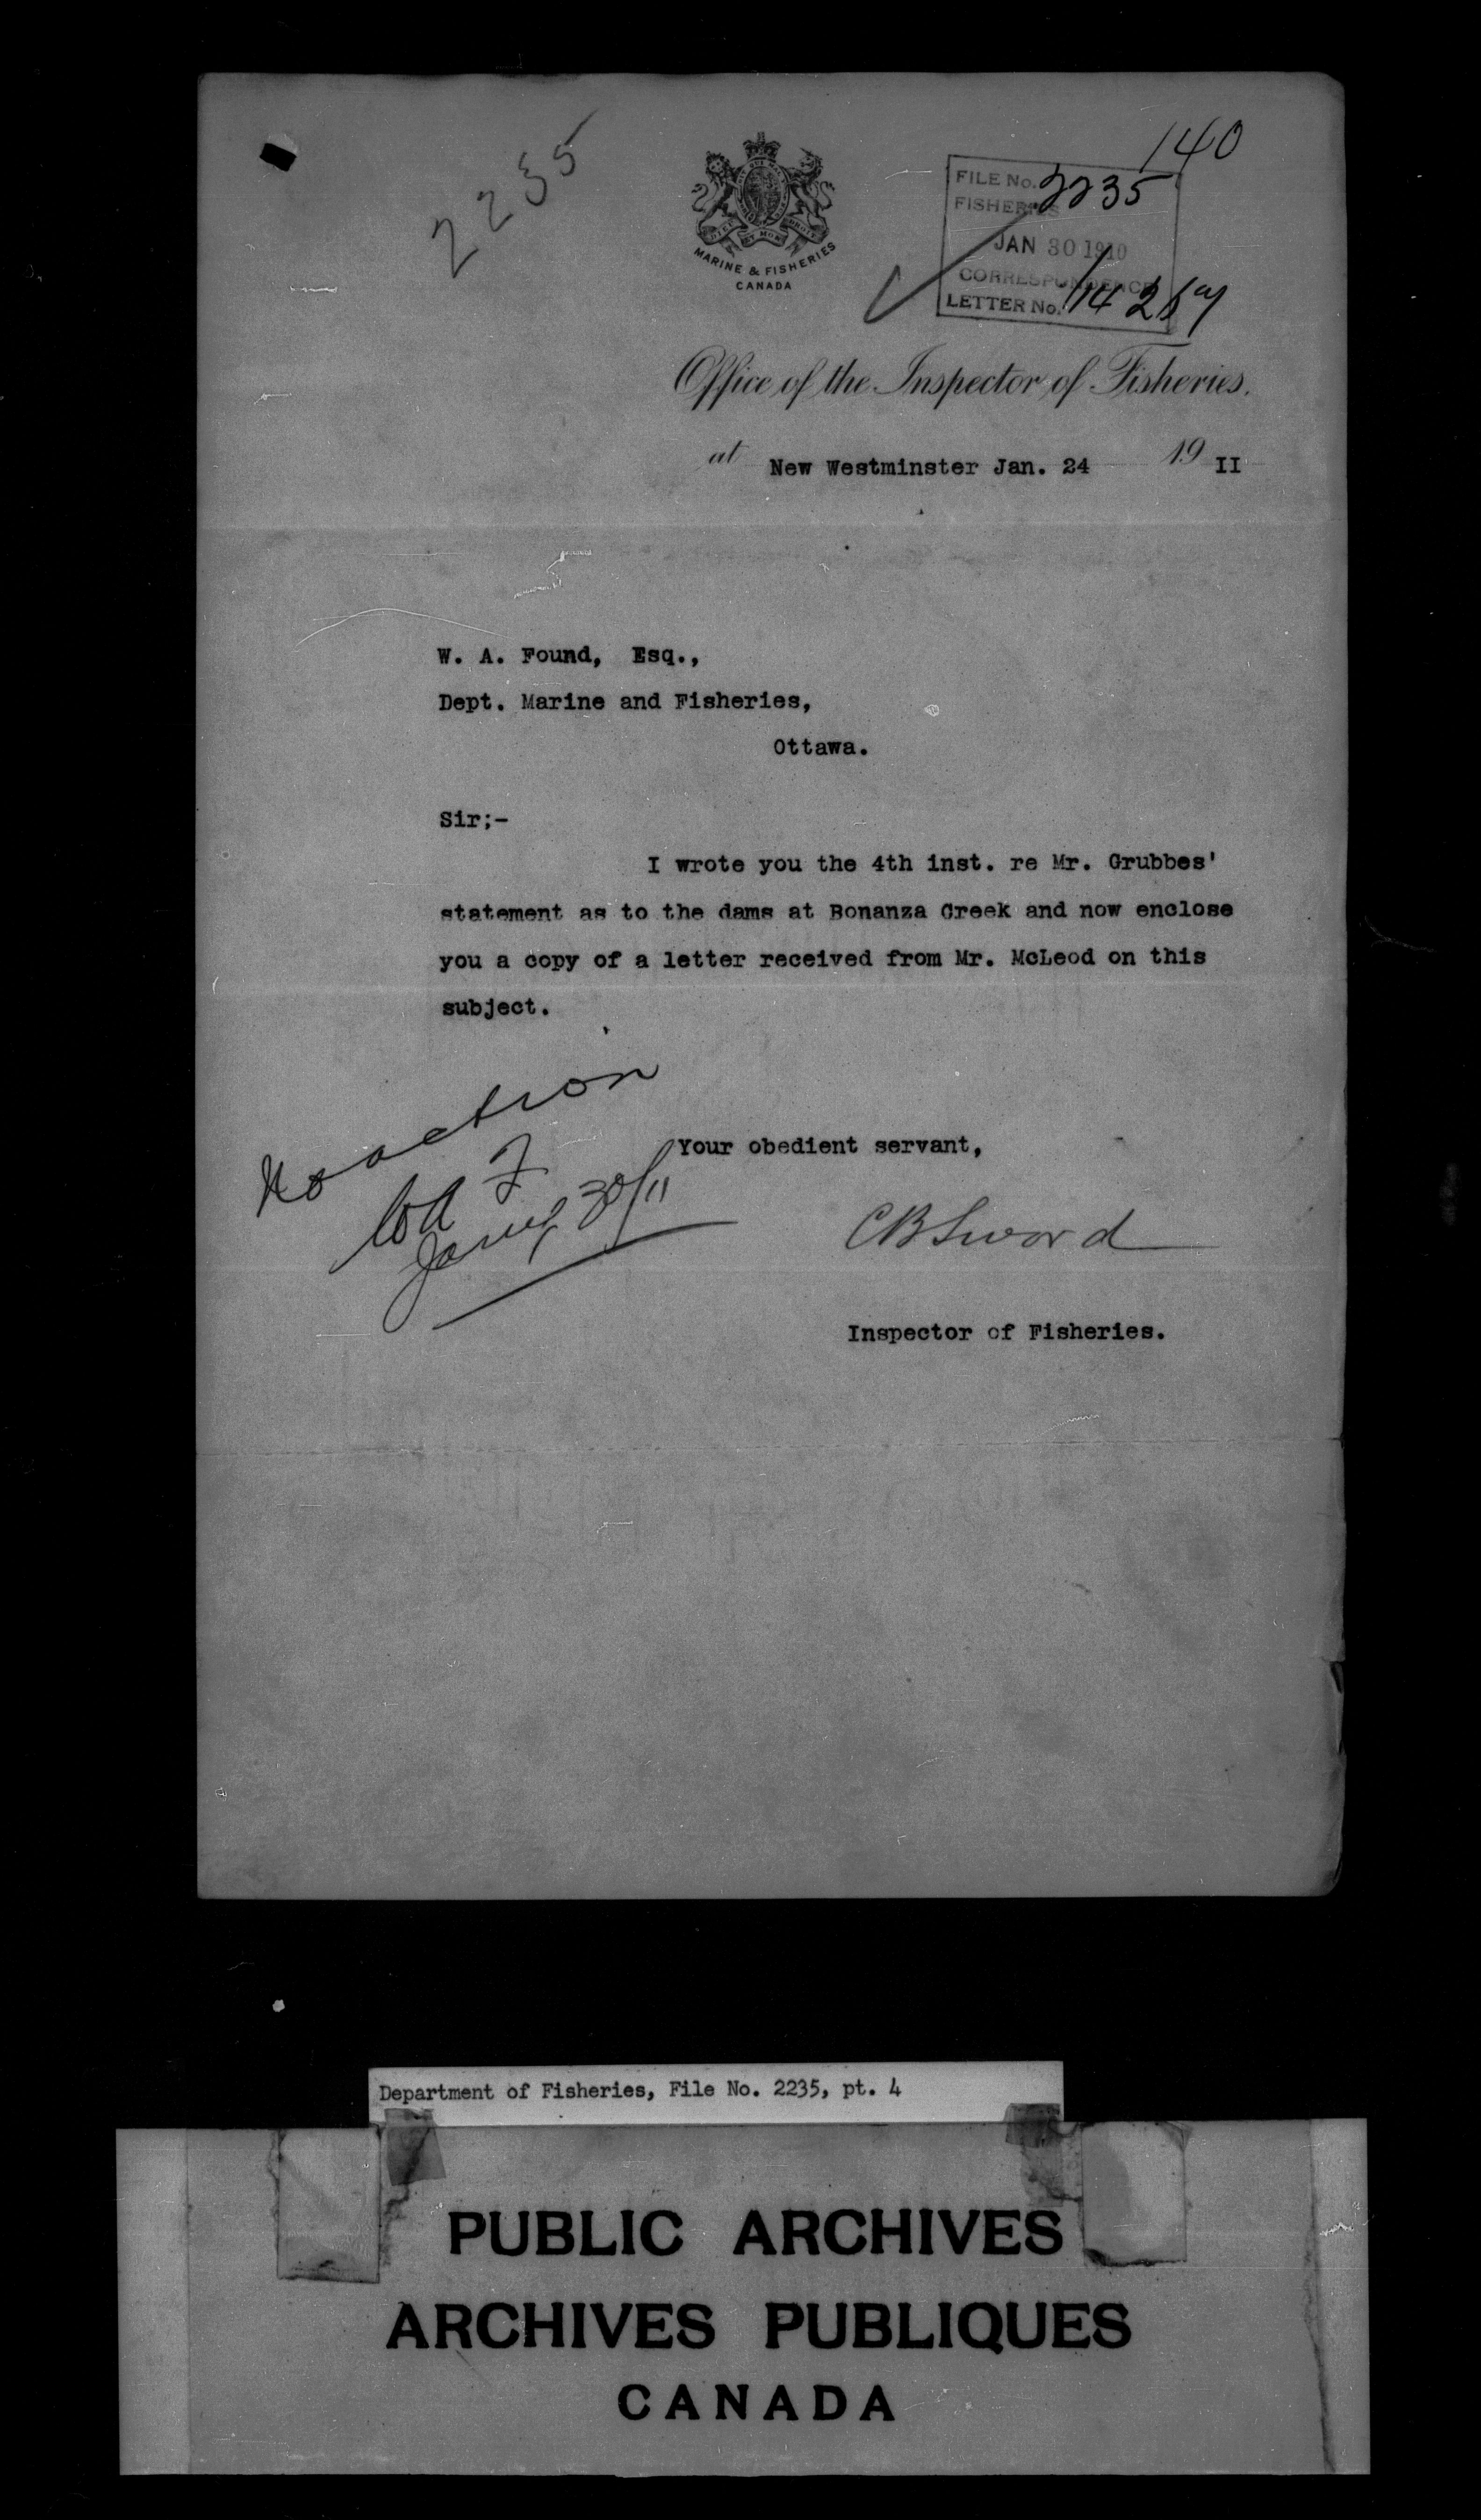 140
2235
FILE No. 2235
FISHERIES
JAN 30 1910
CORRESPONDENCE
LETTER No.
MARINE & FISHERIES
CANADA
Office of the Inspector of Fisheries.
at New Westminster Jan. 24 19 II
W. A. Found, Esq.,
Dept. Marine and Fisheries,
Ottawa.
Sir;-
I wrote you the 4th inst. re Mr. Grubbes'
statement as to the dams at Bonanza Creek and now enclose
you a copy of a letter received from Mr. McLeod on this
subject.
No action
WAF
Jany 30/11
Your obedient servant,
CBSword
Inspector of Fisheries.
Department of Fisheries, File No. 2235, pt. 4
PUBLIC ARCHIVES
ARCHIVES PUBLIQUES
CANADA